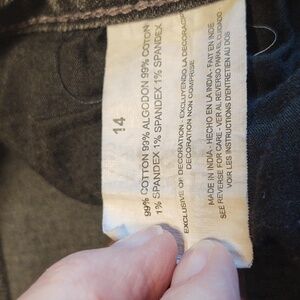 14
99% COTTON 99% ALGODON 99% COTON
1% SPANDEX 1% SPANDEX 1% SPANDEX
EXCLUSIVE OF DECORATION - EXCLUYENDO LA DECORACION
DECORATION NON COMPRISE
MADE IN INDIA - HECHO EN LA INDIA - FAIT EN INDE
SEE REVERSE FOR CARE - VER AL REVERSO PARA EL CUIDADO
VOIR LES INSTRUCTIONS D'ENTRETIEN AU DOS